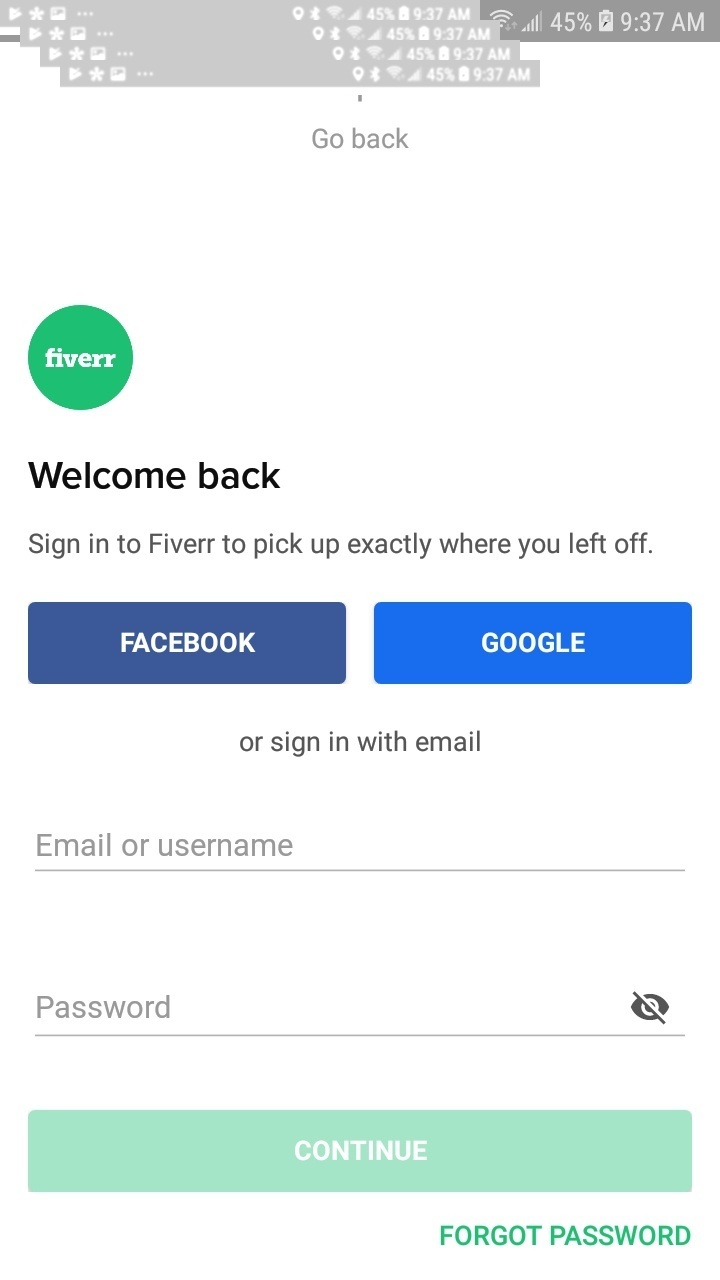 45% 9:37 AM
45% 9:37 AM
45% 9:37 AM
45% 9:37 AM
45% 9:37 AM
Go back
fiverr
Welcome back
Sign in to Fiverr to pick up exactly where you left off.
FACEBOOK GOOGLE
or sign in with email
Email or username
Password
CONTINUE
FORGOT PASSWORD